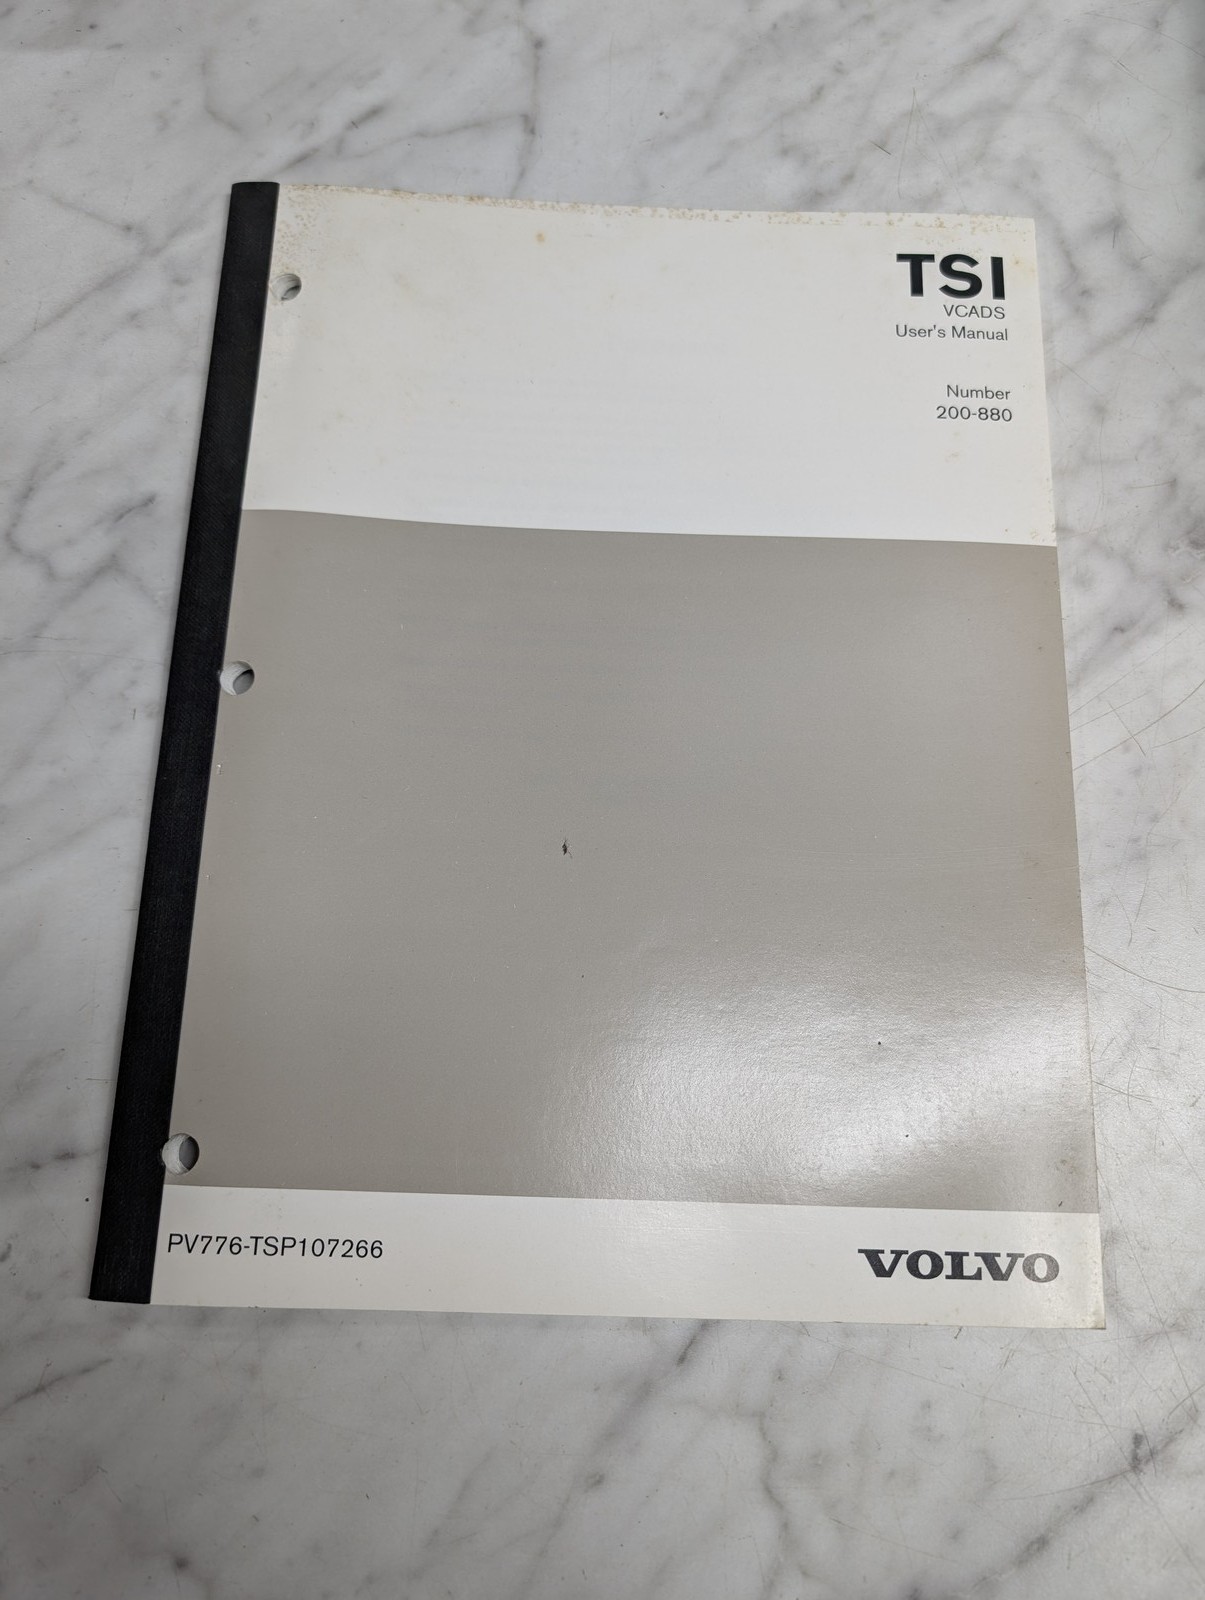 TSI
VCADS
User's Manual
Number
200-880
PV776-TSP107266
VOLVO